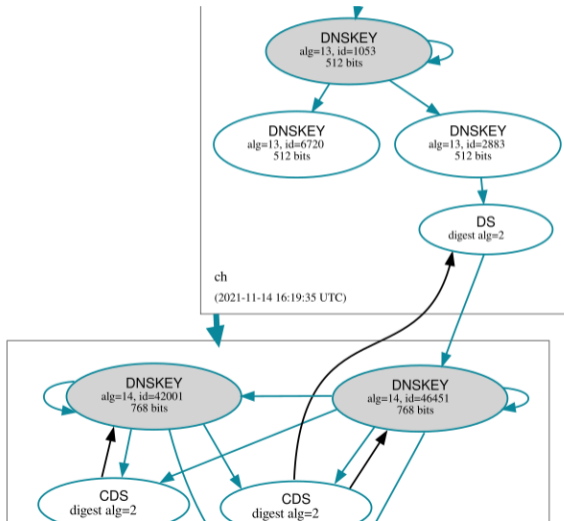 DNSKEY
alg=13, id=1053
512 bits
DNSKEY
alg=13, id=6720
512 bits
DNSKEY
alg=13, id=2883
512 bits
DS
digest alg=2
ch
(2021-11-14 16:19:35 UTC)
DNSKEY
alg=14, id=42001
768 bits
DNSKEY
alg=14, id=46451
768 bits
CDS
digest alg=2
CDS
digest alg=2